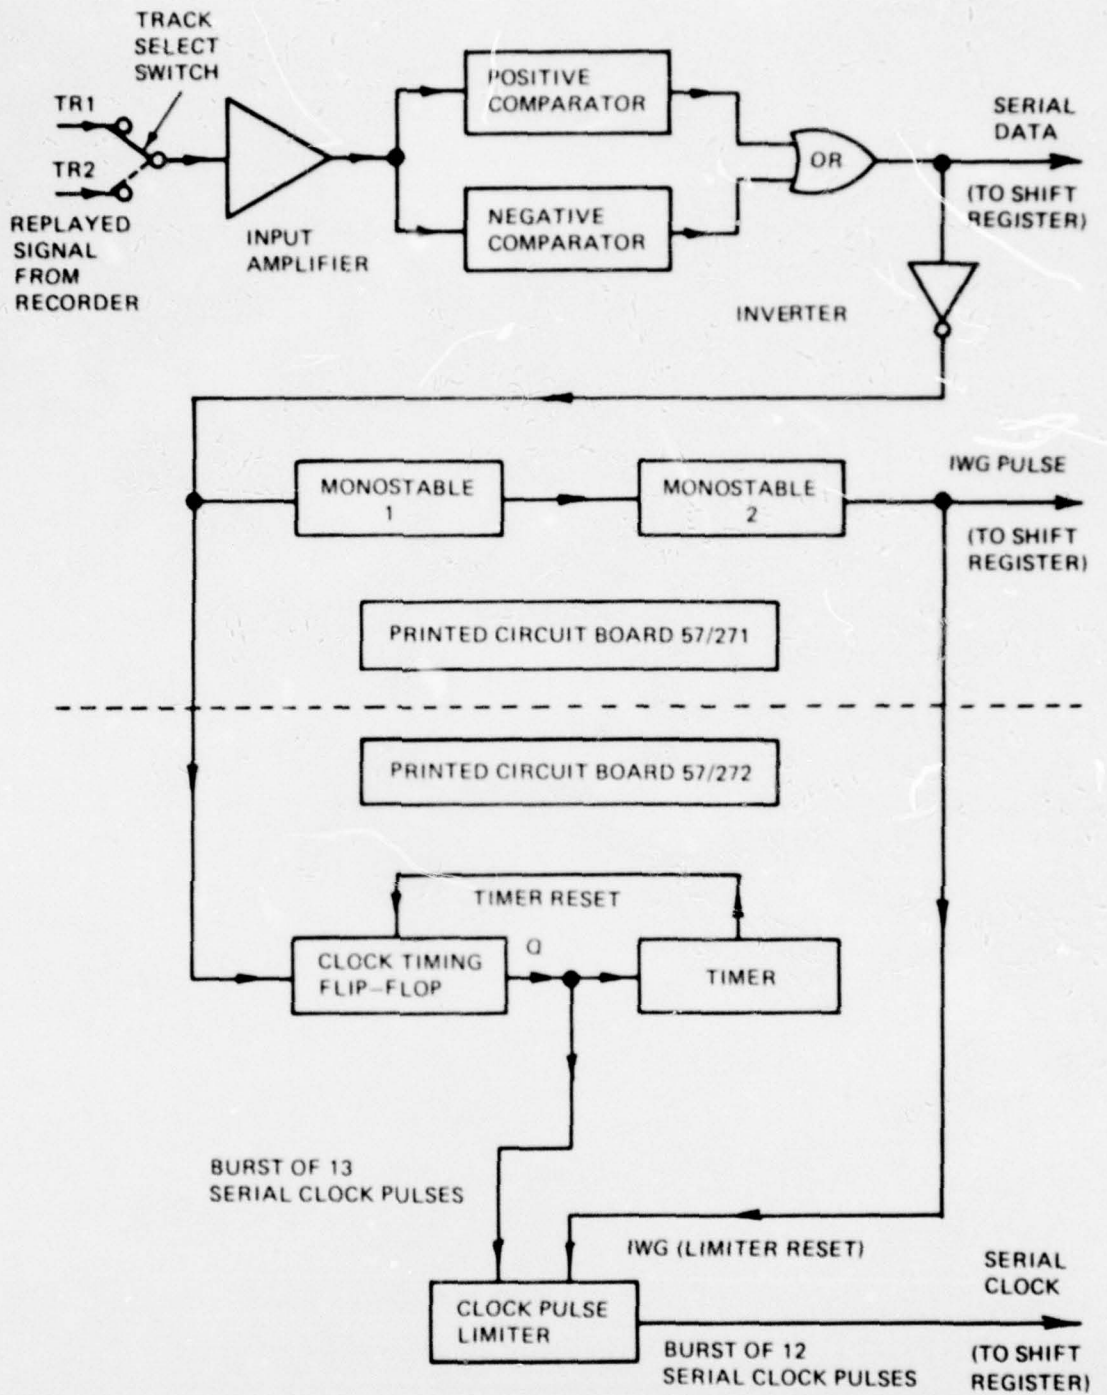 TRACK
SELECT
SWITCH
TR1
TR2
REPLAYED
SIGNAL
FROM
RECORDER
INPUT
AMPLIFIER
POSITIVE
COMPARATOR
NEGATIVE
COMPARATOR
OR
SERIAL
DATA
(TO SHIFT
REGISTER)
INVERTER
MONOSTABLE
1
MONOSTABLE
2
IWG PULSE
(TO SHIFT
REGISTER)
PRINTED CIRCUIT BOARD 57/271
PRINTED CIRCUIT BOARD 57/272
TIMER RESET
CLOCK TIMING
FLIP-FLOP
Q
TIMER
BURST OF 13
SERIAL CLOCK PULSES
IWG (LIMITER RESET)
CLOCK PULSE
LIMITER
SERIAL
CLOCK
BURST OF 12
SERIAL CLOCK PULSES
(TO SHIFT
REGISTER)